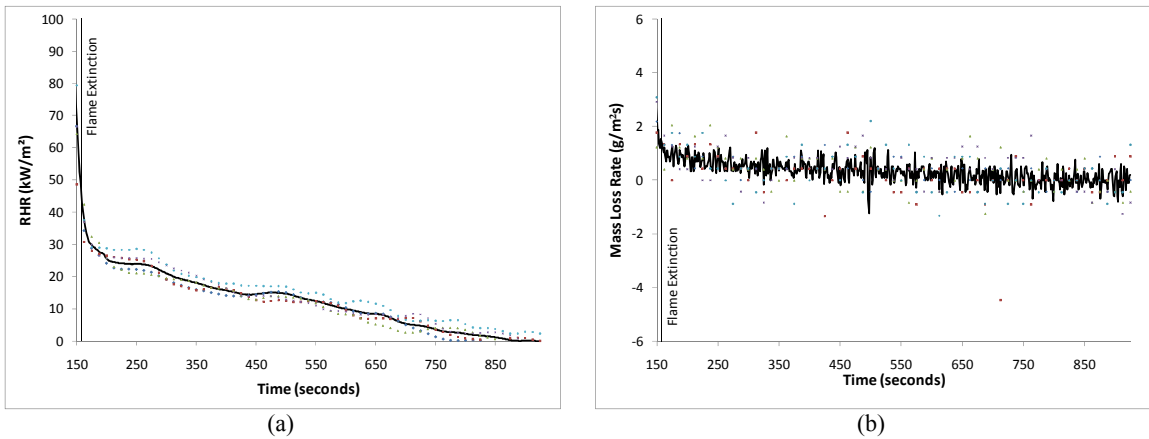 100
90
80
70
60
50
40
30
20
10
0
RHR (kW/m²)
Flame Extinction
150 250 350 450 550 650 750 850
Time (seconds)
(a)
6
4
2
0
-2
-4
-6
Mass Loss Rate (g/m²s)
Flame Extinction
150 250 350 450 550 650 750 850
Time (seconds)
(b)